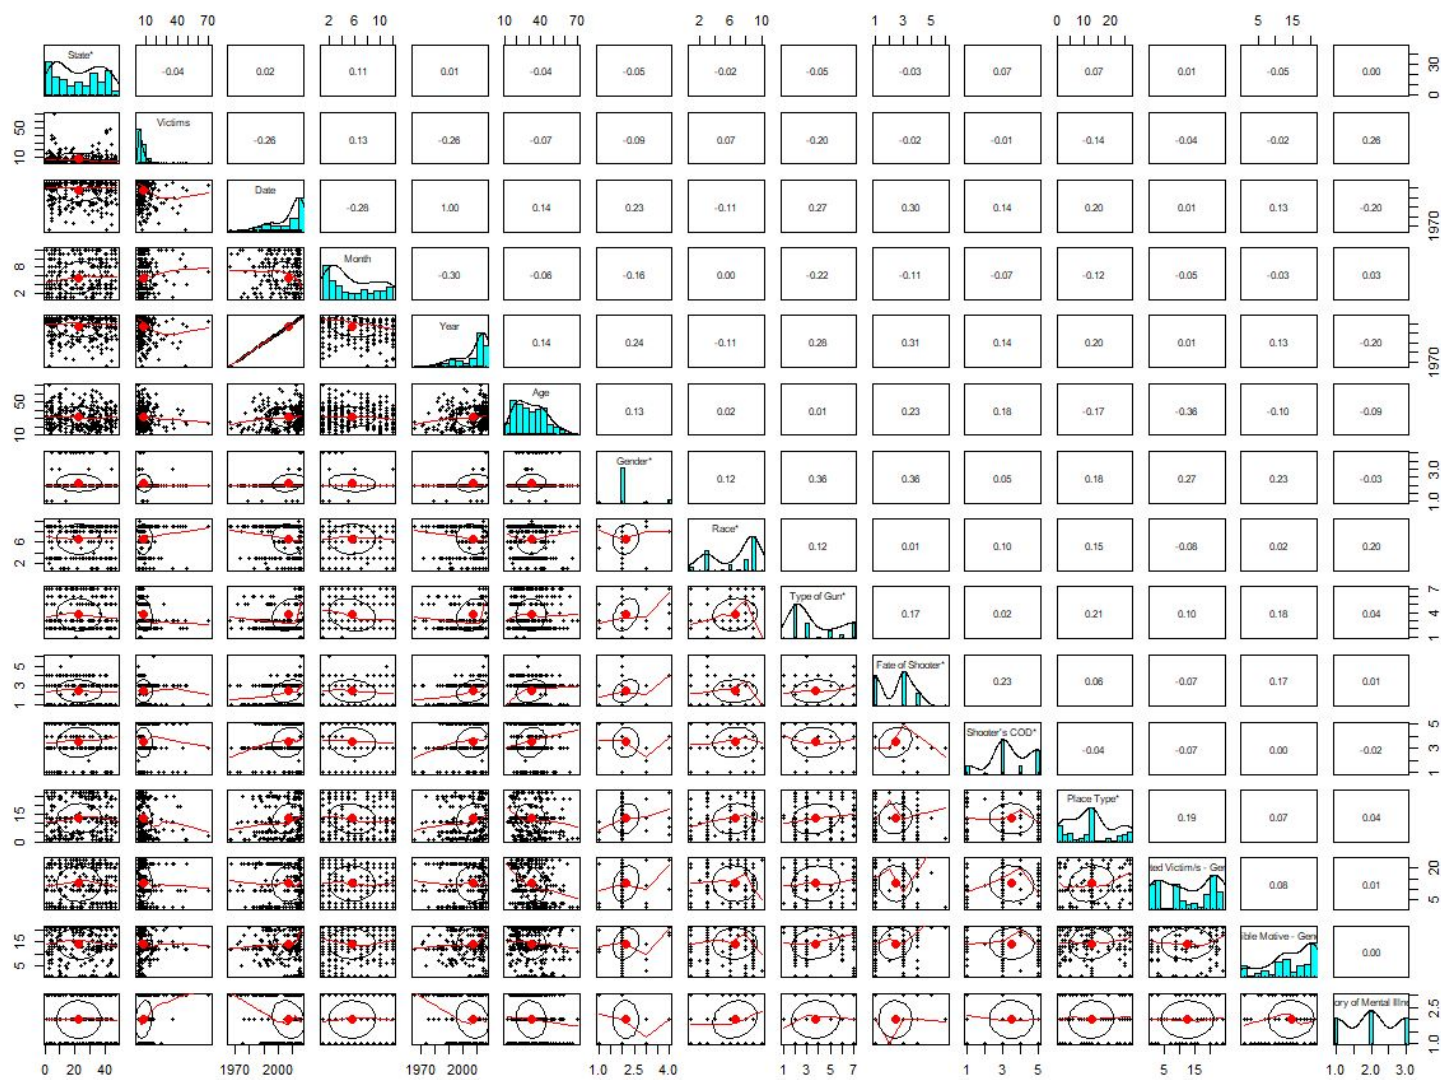 10 40 70 2 6 10 10 40 70 2 6 10 1 3 5 0 10 20 5 15
State* -0.04 0.02 0.11 0.01 -0.04 -0.05 -0.02 -0.05 -0.03 0.07 0.07 0.01 -0.05 0.00 0 30
10 50 Victims -0.26 0.13 -0.26 -0.07 -0.09 0.07 -0.20 -0.02 -0.01 -0.14 -0.04 -0.02 0.26
Date -0.28 1.00 0.14 0.23 -0.11 0.27 0.30 0.14 0.20 0.01 0.13 -0.20 1970
2 8 Month -0.30 -0.06 -0.16 0.00 -0.22 -0.11 -0.07 -0.12 -0.05 -0.03 0.03
Year 0.14 0.24 -0.11 0.28 0.31 0.14 0.20 0.01 0.13 -0.20 1970
10 50 Age 0.13 0.02 0.01 0.23 0.18 -0.17 -0.36 -0.10 -0.09
Gender* 0.12 0.36 0.36 0.05 0.18 0.27 0.23 -0.03 1.0 3.0
2 6 Race* 0.12 0.01 0.10 0.15 -0.08 0.02 0.20
Type of Gun* 0.17 0.02 0.21 0.10 0.18 0.04 1 4 7
1 3 5 Fate of Shooter* 0.23 0.06 -0.07 0.17 0.01
Shooter's COD* -0.04 -0.07 0.00 -0.02 1 3 5
0 15 Place Type* 0.19 0.07 0.04
ted Victim/s - Gen 0.08 0.01 5 20
5 15 ible Motive - Gen 0.00
ory of Mental Illne 1.0 2.5
0 20 40 1970 2000 1970 2000 1.0 2.5 4.0 1 3 5 7 1 3 5 5 15 1.0 2.0 3.0